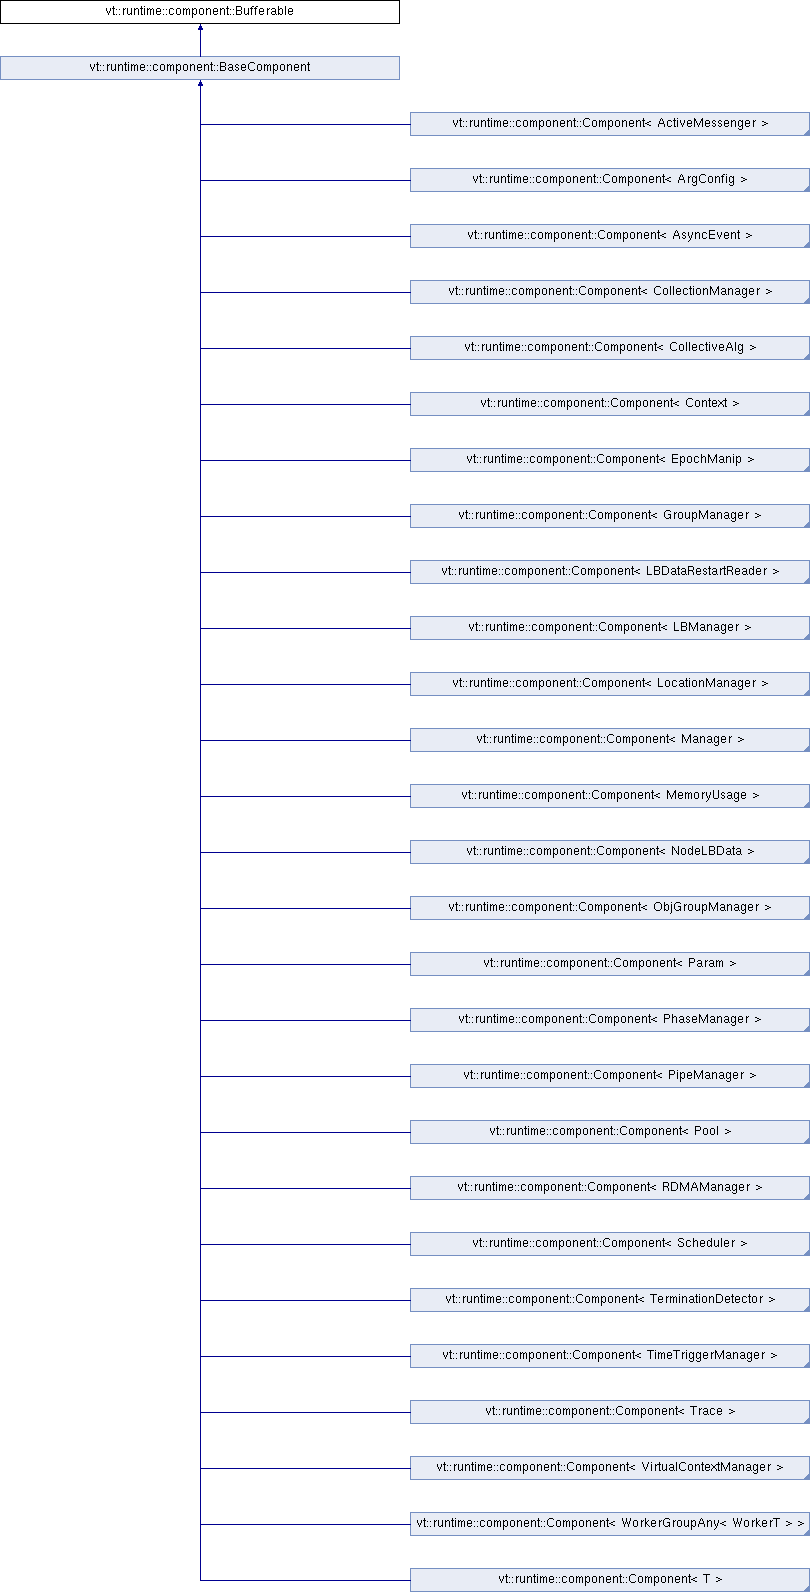 vt::runtime::component::Bufferable
vt::runtime::component::BaseComponent
vt::runtime::component::Component< ActiveMessenger >
vt::runtime::component::Component< ArgConfig >
vt::runtime::component::Component< AsyncEvent >
vt::runtime::component::Component< CollectionManager >
vt::runtime::component::Component< CollectiveAlg >
vt::runtime::component::Component< Context >
vt::runtime::component::Component< EpochManip >
vt::runtime::component::Component< GroupManager >
vt::runtime::component::Component< LBDataRestartReader >
vt::runtime::component::Component< LBManager >
vt::runtime::component::Component< LocationManager >
vt::runtime::component::Component< Manager >
vt::runtime::component::Component< MemoryUsage >
vt::runtime::component::Component< NodeLBData >
vt::runtime::component::Component< ObjGroupManager >
vt::runtime::component::Component< Param >
vt::runtime::component::Component< PhaseManager >
vt::runtime::component::Component< PipeManager >
vt::runtime::component::Component< Pool >
vt::runtime::component::Component< RDMAManager >
vt::runtime::component::Component< Scheduler >
vt::runtime::component::Component< TerminationDetector >
vt::runtime::component::Component< TimeTriggerManager >
vt::runtime::component::Component< Trace >
vt::runtime::component::Component< VirtualContextManager >
vt::runtime::component::Component< WorkerGroupAny< WorkerT > >
vt::runtime::component::Component< T >